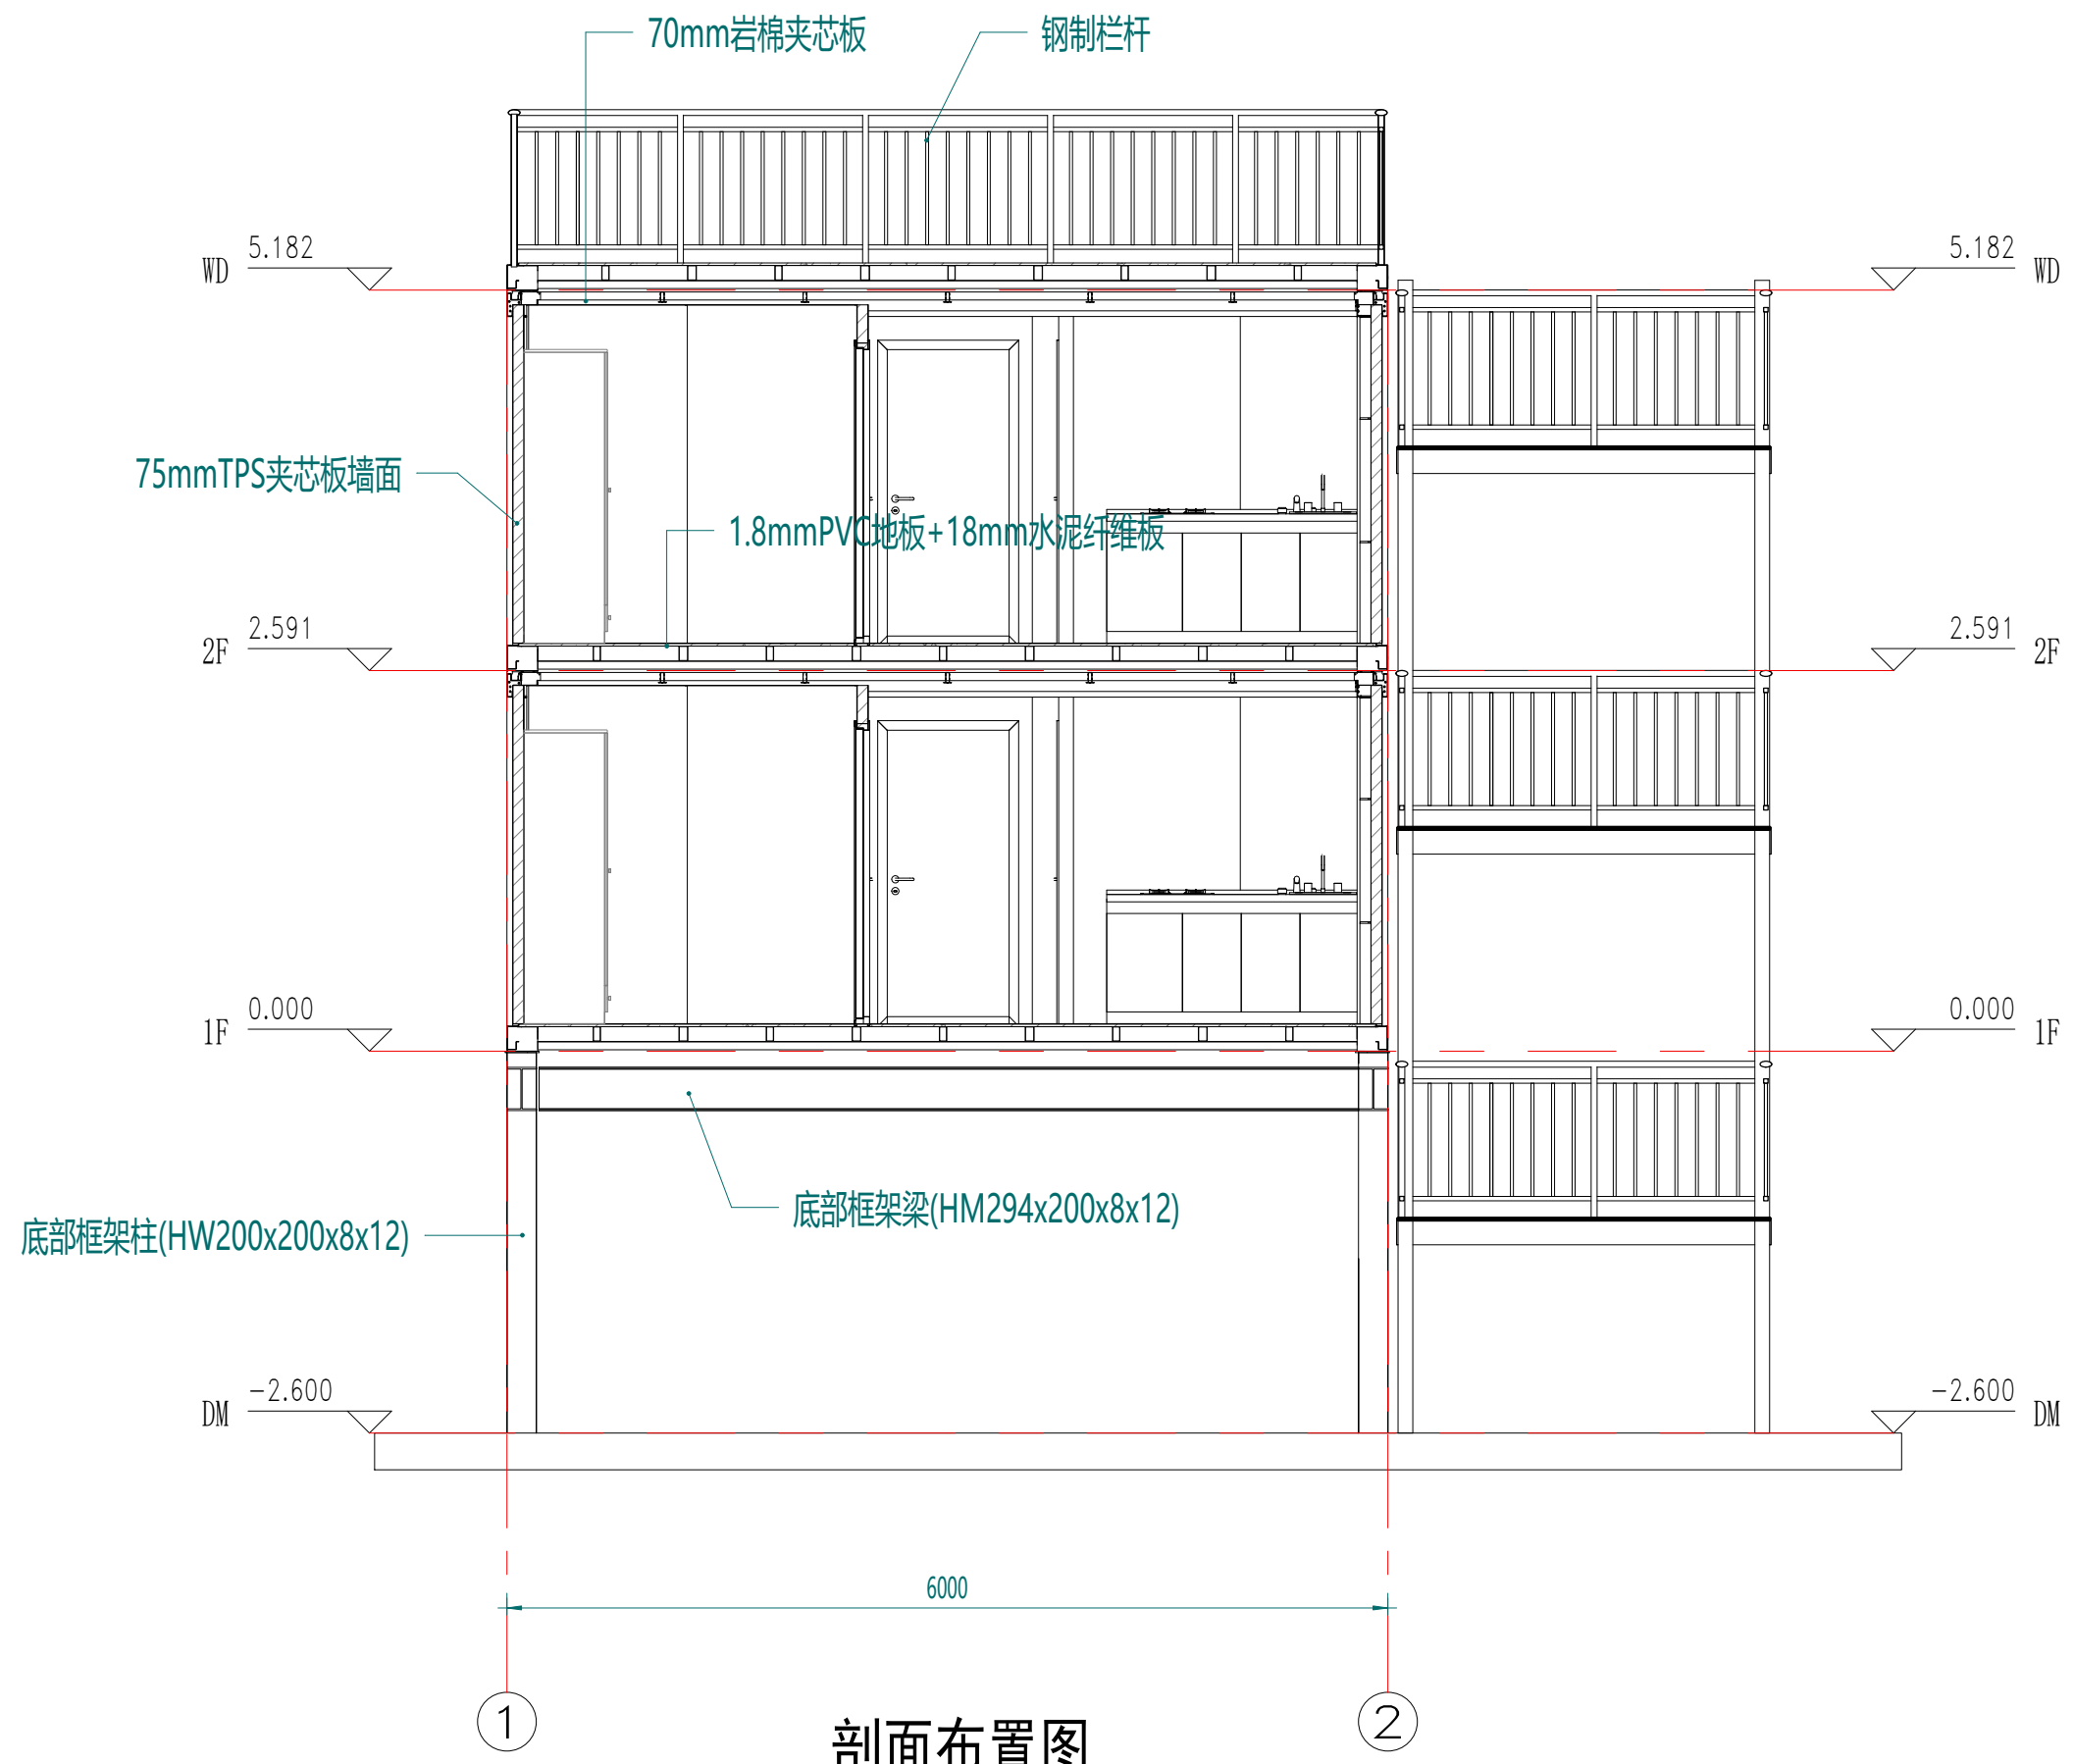 70mm岩棉夹芯板
钢制栏杆
5.182
WD
5.182
WD
75mmTPS夹芯板墙面
1.8mmPVC地板+18mm水泥纤维板
2.591
2F
2.591
2F
0.000
1F
0.000
1F
底部框架梁(HM294x200x8x12)
底部框架柱(HW200x200x8x12)
-2.600
DM
-2.600
DM
6000
1
2
剖面布置图